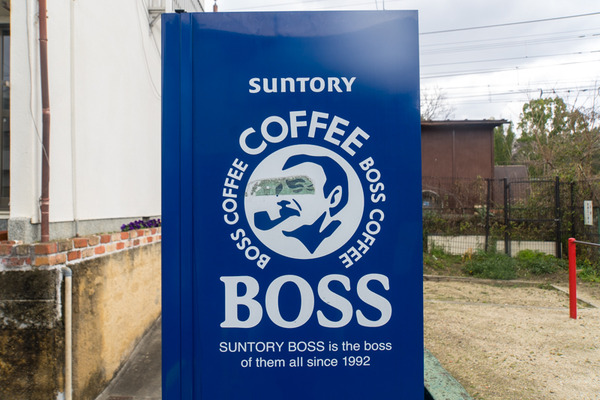 SUNTORY
COFFEE
BOSS COFFEE
BOSS COFFEE
BOSS
SUNTORY BOSS is the boss
of them all since 1992